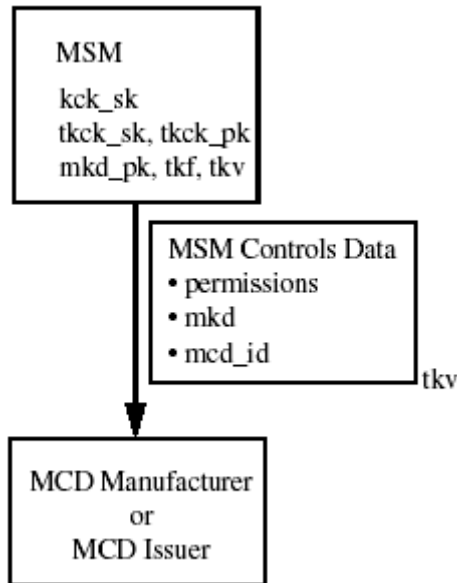 MSM
kck_sk
tkck_sk, tkck_pk
mkd_pk, tkf, tkv
MSM Controls Data
• permissions
• mkd
• mcd_id
tkv
MCD Manufacturer
or
MCD Issuer